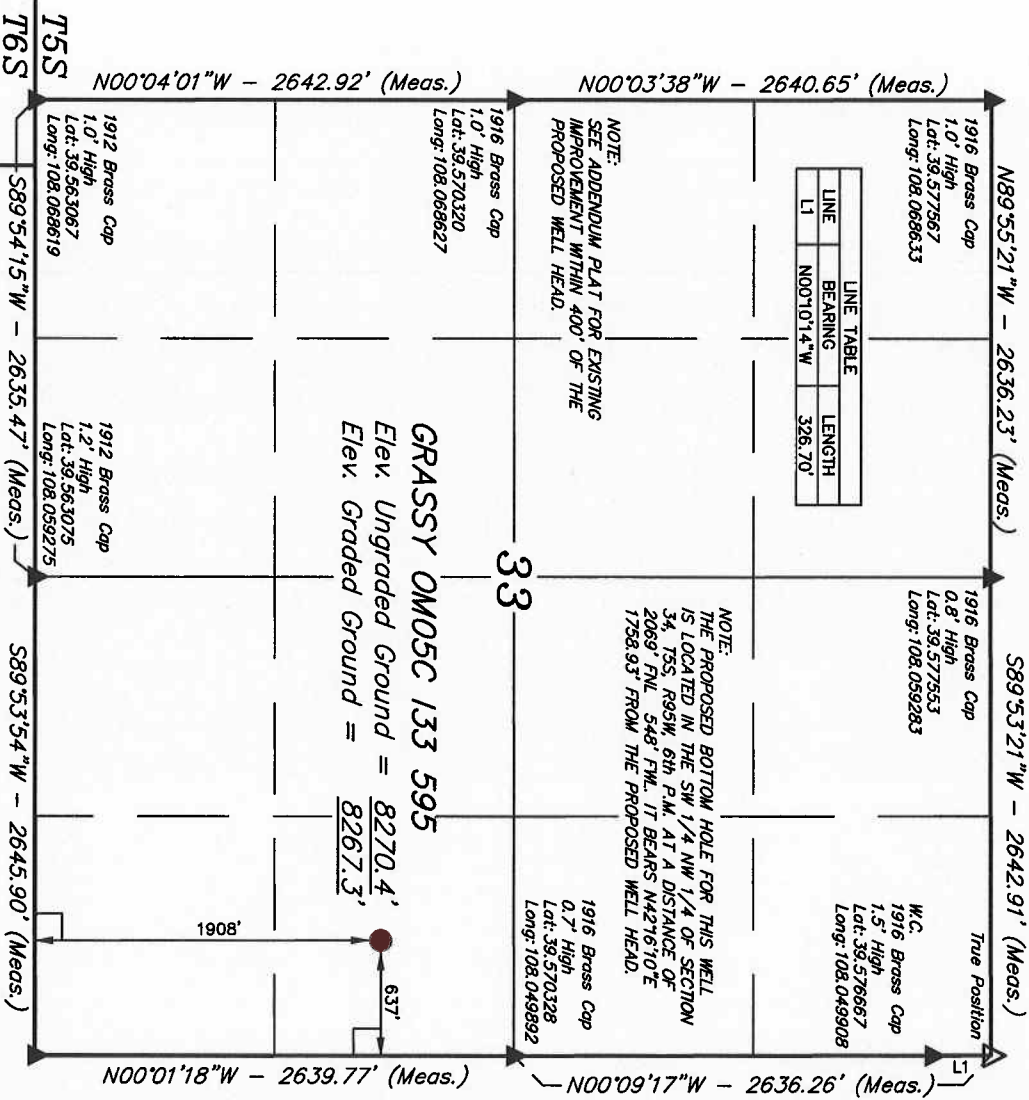 N89°55'21"W - 2636.23' (Meas.)
S89°53'21"W - 2642.91' (Meas.)
True Position
1916 Brass Cap
1.0' High
Lat: 39.577567
Long: 108.068633
1916 Brass Cap
0.8' High
Lat: 39.577553
Long: 108.059283
W.C.
1916 Brass Cap
1.5' High
Lat: 39.576667
Long: 108.049908
L1
N00°03'38"W - 2640.65' (Meas.)
LINE TABLE
LINE BEARING LENGTH
L1 N00°10'14"W 326.70'
NOTE:
THE PROPOSED BOTTOM HOLE FOR THIS WELL
IS LOCATED IN THE SW 1/4 NW 1/4 OF SECTION
34, T5S, R95W, 6th P.M. AT A DISTANCE OF
2069' FNL 548' FWL. IT BEARS N42°16'10"E
1758.93' FROM THE PROPOSED WELL HEAD.
NOTE:
SEE ADDENDUM PLAT FOR EXISTING
IMPROVEMENT WITHIN 400' OF THE
PROPOSED WELL HEAD.
N00°09'17"W - 2636.26' (Meas.)
1916 Brass Cap
0.7' High
Lat: 39.570328
Long: 108.049892
33
1916 Brass Cap
1.0' High
Lat: 39.570320
Long: 108.068627
GRASSY OM05C 133 595
Elev. Ungraded Ground = 8270.4'
Elev. Graded Ground = 8267.3'
637'
1908'
N00°04'01"W - 2642.92' (Meas.)
N00°01'18"W - 2639.77' (Meas.)
1912 Brass Cap
1.0' High
Lat: 39.563067
Long: 108.068619
1912 Brass Cap
1.2' High
Lat: 39.563075
Long: 108.059275
T5S
T6S
S89°54'15"W - 2635.47' (Meas.)
S89°53'54"W - 2645.90' (Meas.)